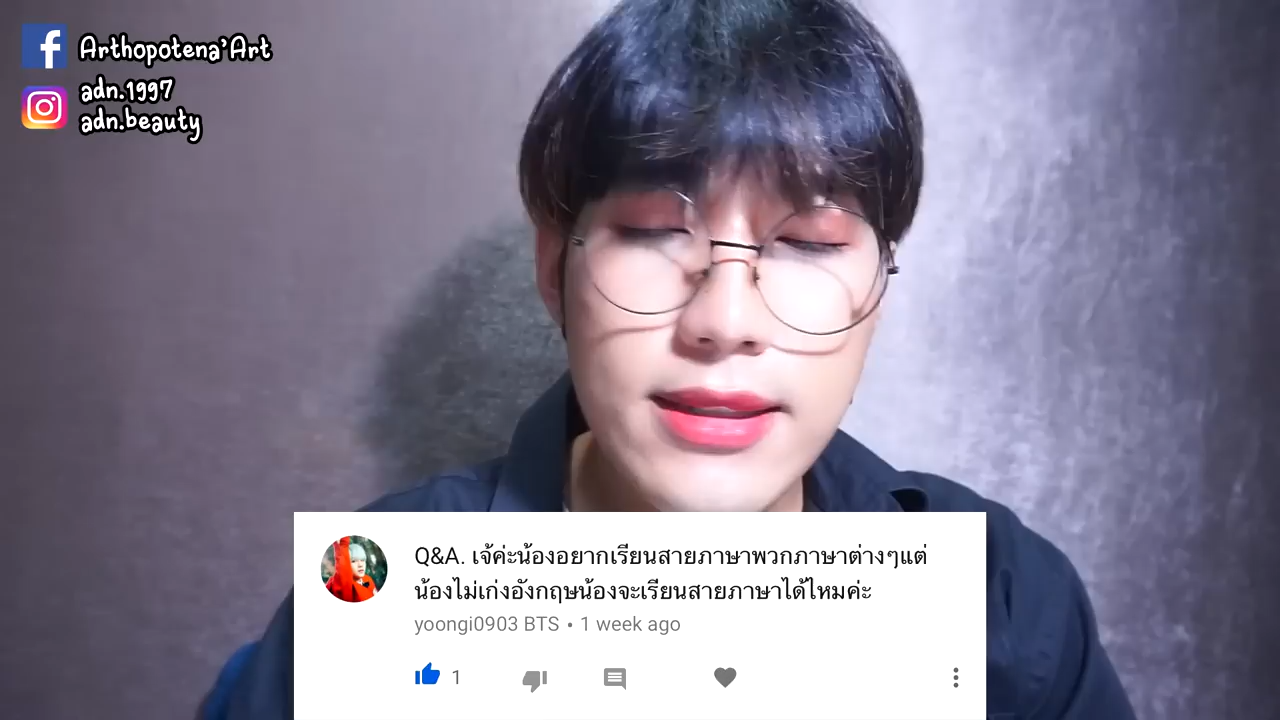 Arthopotena'Art
adn.1997
adn.beauty
Q&A. เจ้ค่ะน้องอยากเรียนสายภาษาพวกภาษาต่างๆแต่
น้องไม่เก่งอังกฤษน้องจะเรียนสายภาษาได้ไหมค่ะ
yoongi0903 BTS • 1 week ago
1